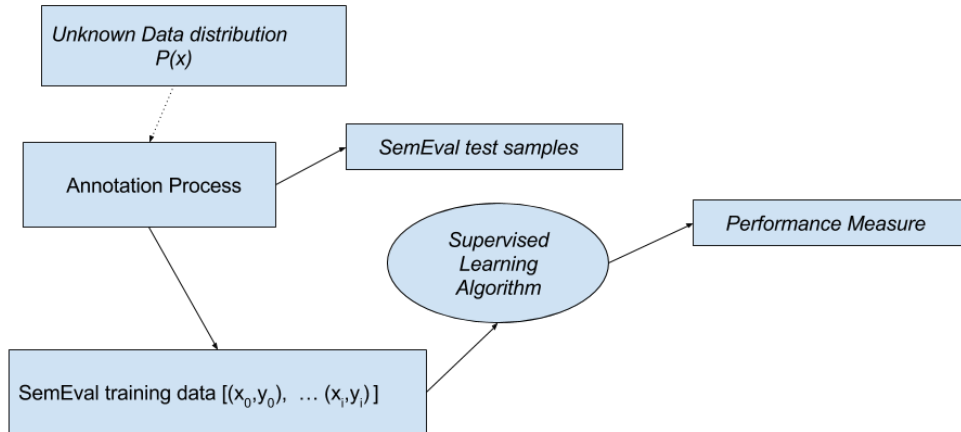 Unknown Data distribution
P(x)
Annotation Process
SemEval test samples
Supervised
Learning
Algorithm
Performance Measure
SemEval training data [(x₀,y₀), … (xᵢ,yᵢ)]